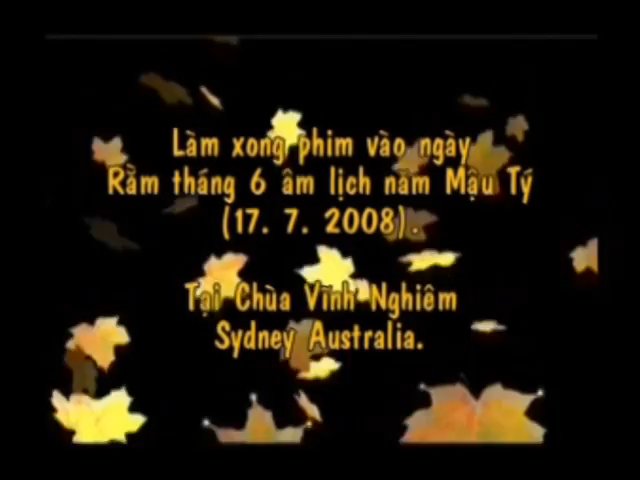 Làm xong phim vào ngày
Rằm tháng 6 âm lịch năm Mậu Tý
(17. 7. 2008).
Tại Chùa Vĩnh Nghiêm
Sydney Australia.